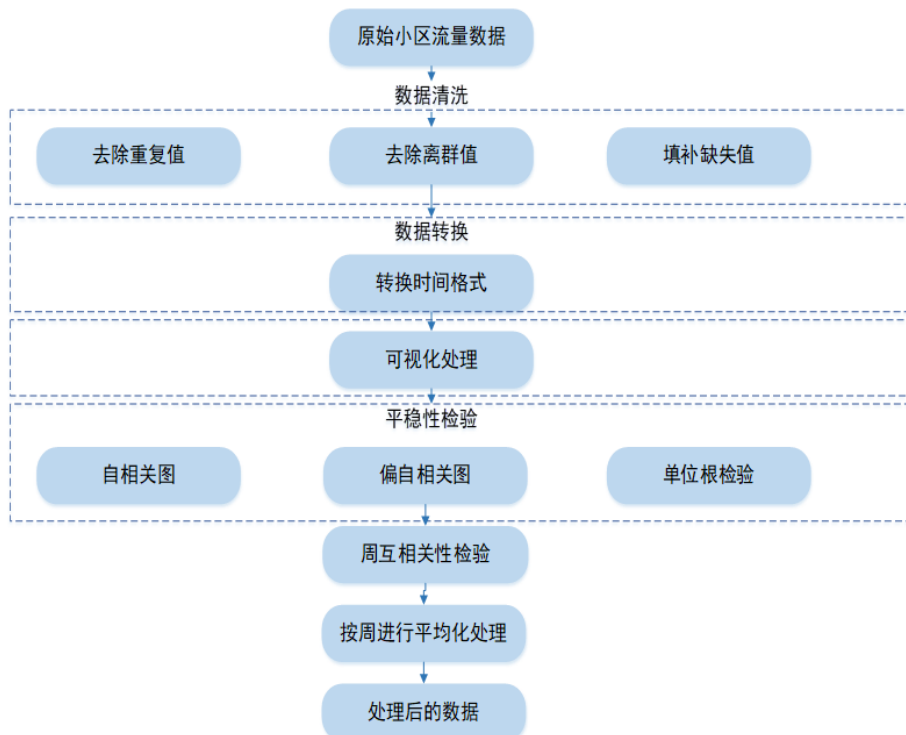 原始小区流量数据
数据清洗
去除重复值
去除离群值
填补缺失值
数据转换
转换时间格式
可视化处理
平稳性检验
自相关图
偏自相关图
单位根检验
周互相关性检验
按周进行平均化处理
处理后的数据